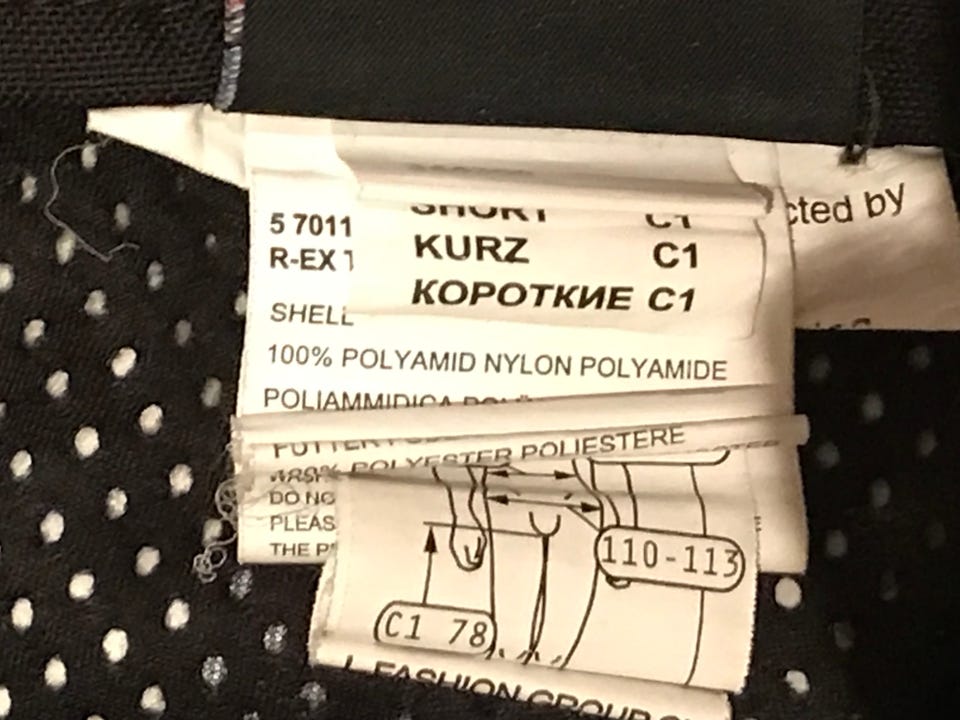 cted by
5 7011
R-EX
SHORT C1
KURZ C1
КОРОТКИЕ C1
SHELL
100% POLYAMID NYLON POLYAMIDE
POLIAMMIDICA
100% POLYESTER POLIESTERE
DO NO
PLEAS
THE P
110-113
C1 78
L FASHION GROUP